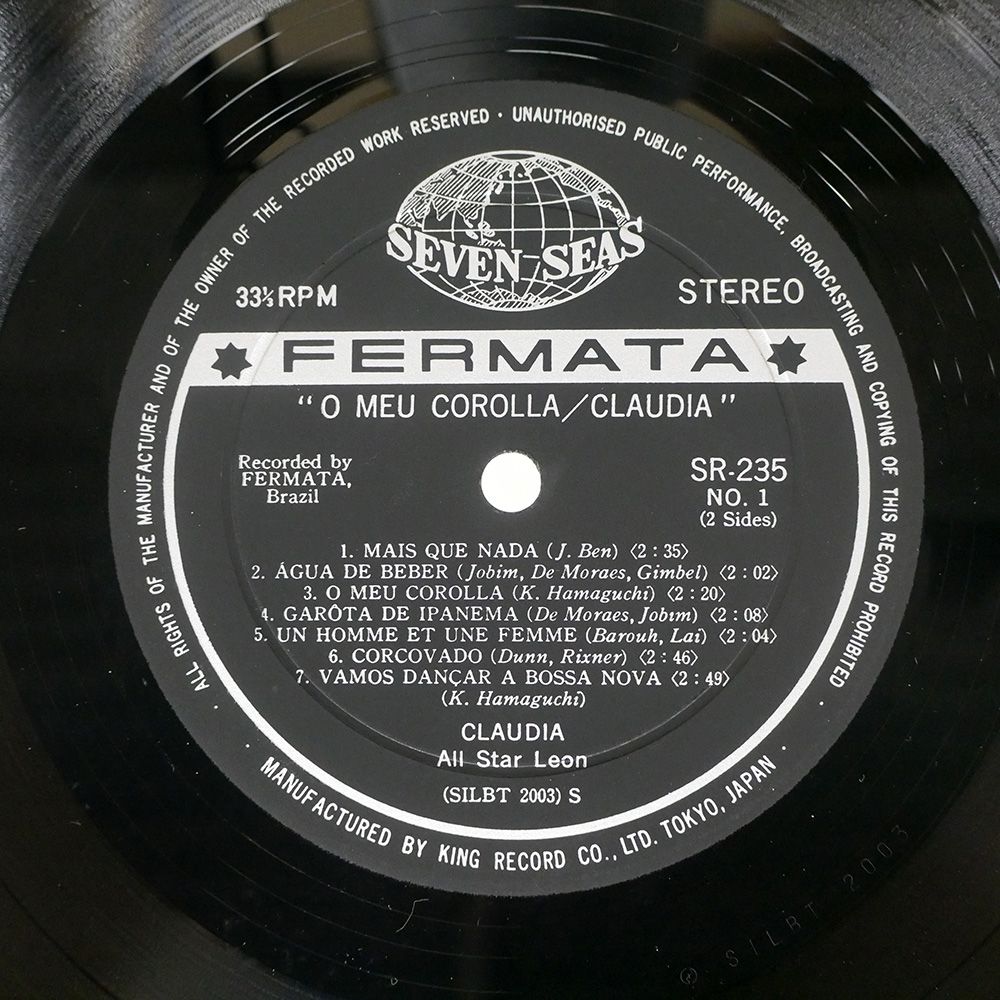 ALL RIGHTS OF THE MANUFACTURER AND OF THE OWNER OF THE RECORDED WORK RESERVED · UNAUTHORISED PUBLIC PERFORMANCE, BROADCASTING AND COPYING OF THIS RECORD PROHIBITED ·
SEVEN SEAS
33⅓RPM
STEREO
FERMATA
"O MEU COROLLA/CLAUDIA"
Recorded by
FERMATA,
Brazil
SR-235
NO. 1
(2 Sides)
1. MAIS QUE NADA (J. Ben) 〈2 : 35〉
2. ÁGUA DE BEBER (Jobim, De Moraes, Gimbel) 〈2 : 02〉
3. O MEU COROLLA (K. Hamaguchi) 〈2 : 20〉
4. GARÔTA DE IPANEMA (De Moraes, Jobim) 〈2 : 08〉
5. UN HOMME ET UNE FEMME (Barouh, Lai) 〈2 : 04〉
6. CORCOVADO (Dunn, Rixner) 〈2 : 46〉
7. VAMOS DANÇAR A BOSSA NOVA 〈2 : 49〉
(K. Hamaguchi)
CLAUDIA
All Star Leon
(SILBT 2003) S
· MANUFACTURED BY KING RECORD CO., LTD. TOKYO, JAPAN ·
SILBT 2003